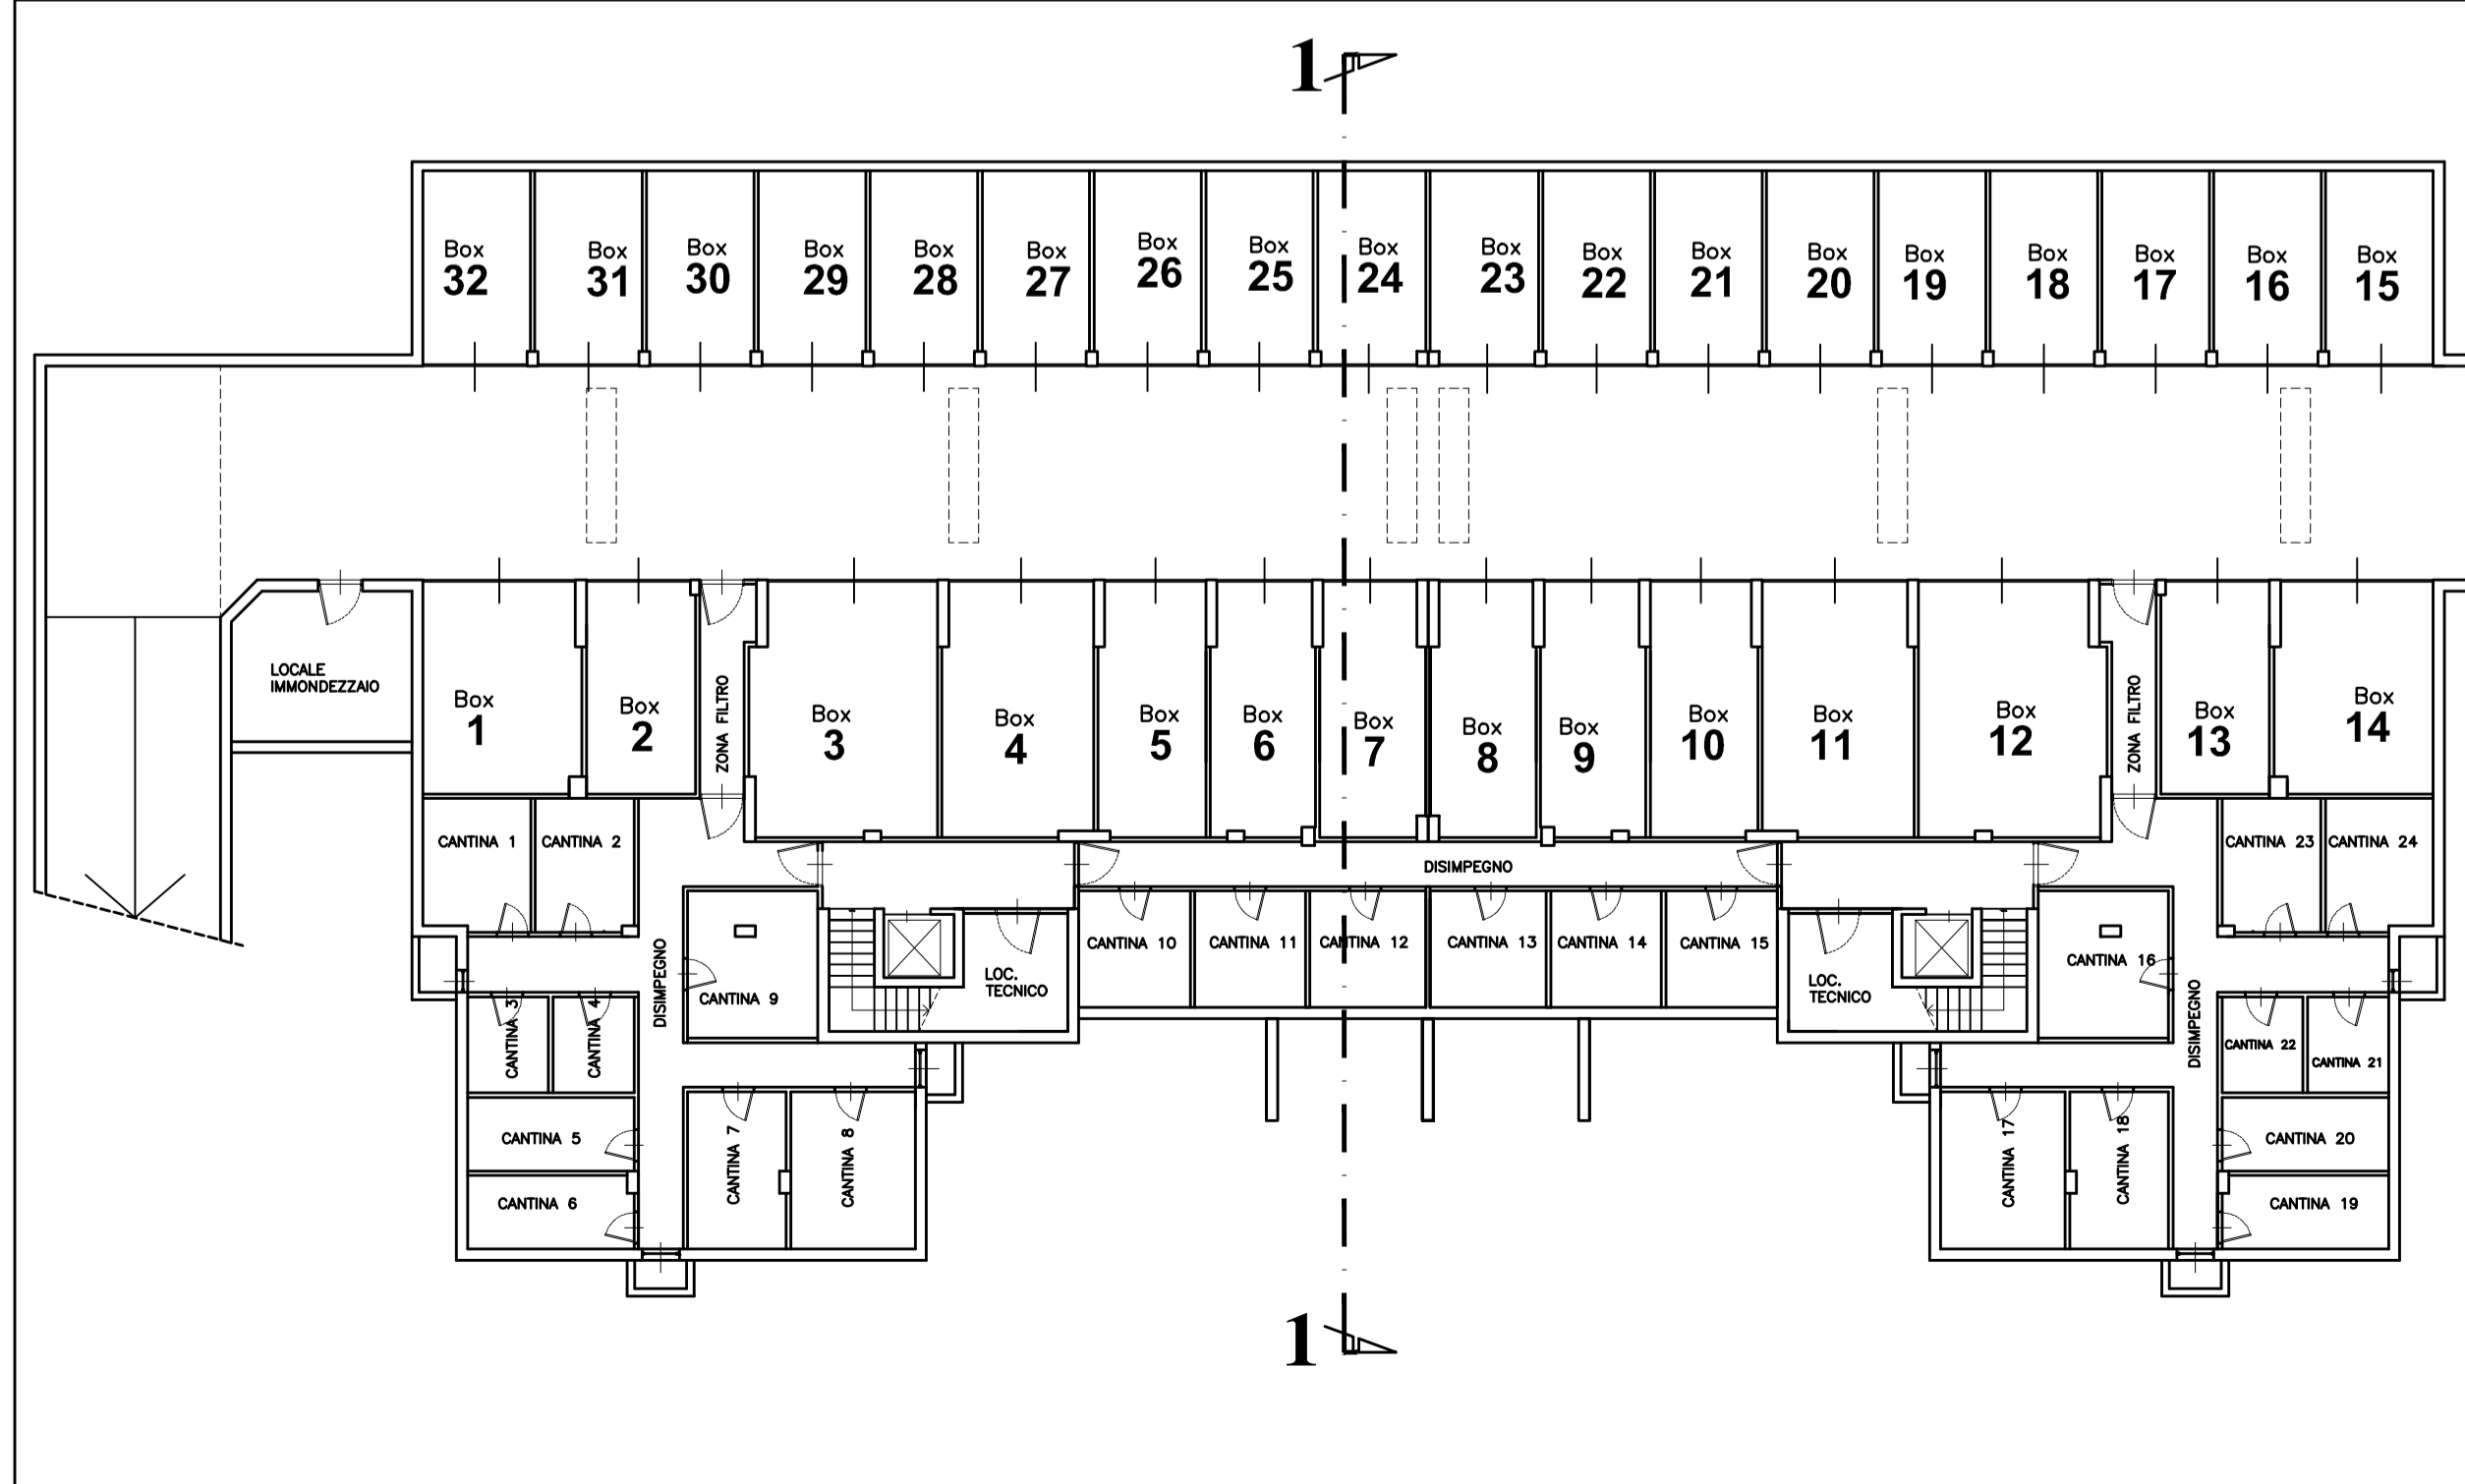 1
Box
32
Box
31
Box
30
Box
29
Box
28
Box
27
Box
26
Box
25
Box
24
Box
23
Box
22
Box
21
Box
20
Box
19
Box
18
Box
17
Box
16
Box
15
LOCALE
IMMONDEZZAIO
Box
1
Box
2
ZONA FILTRO
Box
3
Box
4
Box
5
Box
6
Box
7
Box
8
Box
9
Box
10
Box
11
Box
12
ZONA FILTRO
Box
13
Box
14
CANTINA 1
CANTINA 2
DISIMPEGNO
CANTINA 23
CANTINA 24
DISIMPEGNO
CANTINA 9
LOC.
TECNICO
CANTINA 10
CANTINA 11
CANTINA 12
CANTINA 13
CANTINA 14
CANTINA 15
LOC.
TECNICO
CANTINA 16
DISIMPEGNO
CANTINA 3
CANTINA 4
CANTINA 22
CANTINA 21
CANTINA 5
CANTINA 6
CANTINA 7
CANTINA 8
CANTINA 17
CANTINA 18
CANTINA 20
CANTINA 19
1